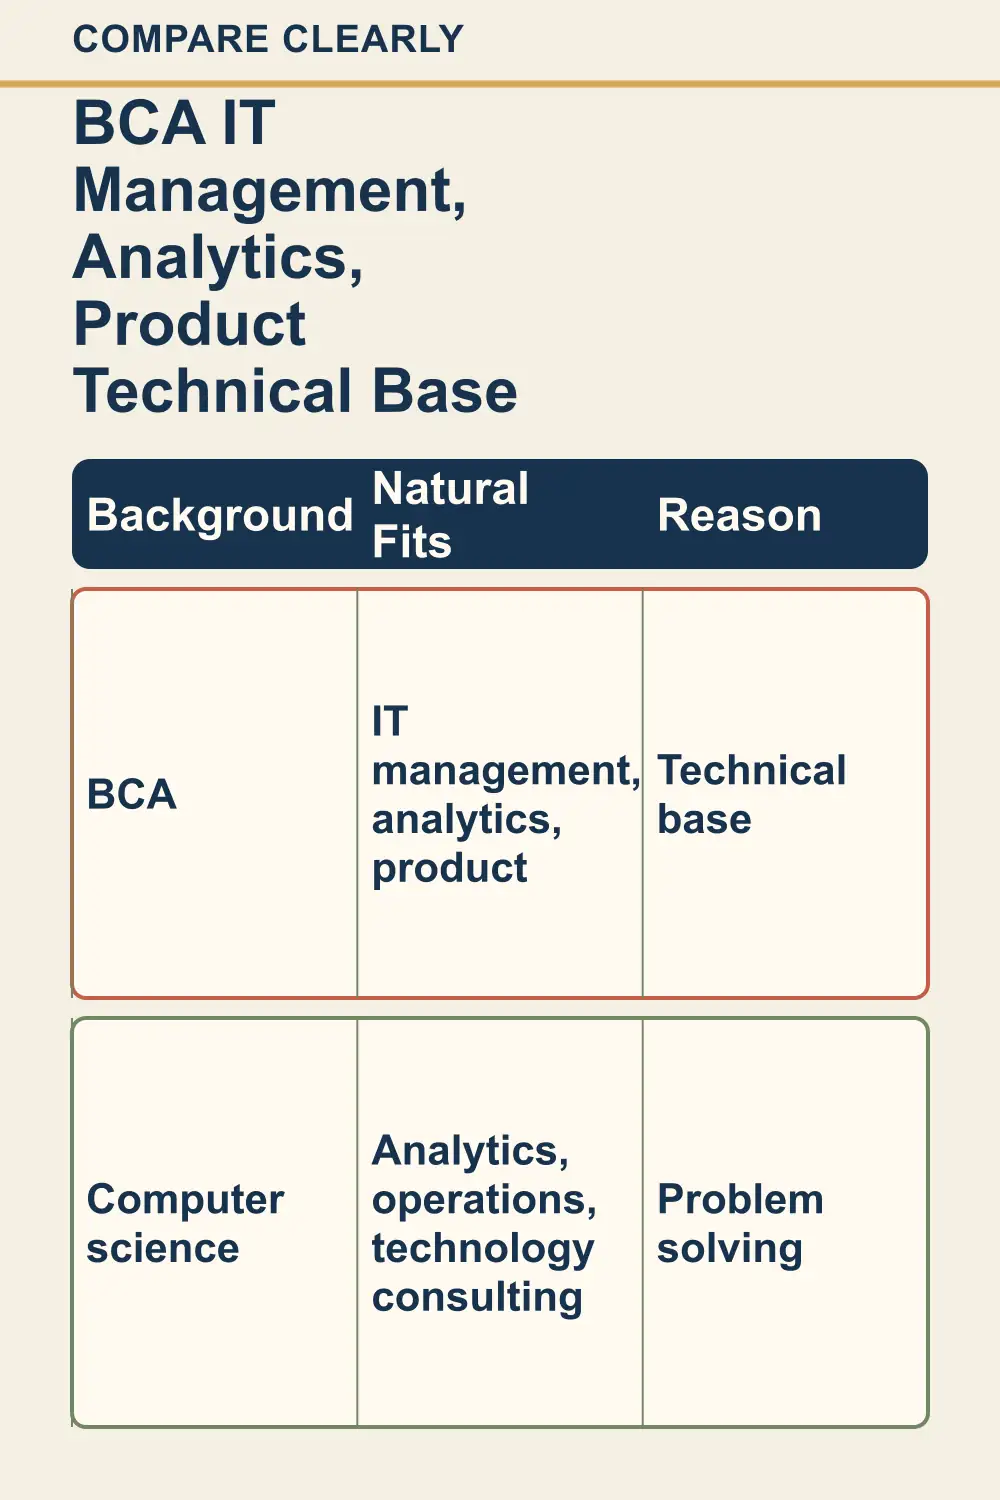 COMPARE CLEARLY
BCA IT
Management,
Analytics,
Product
Technical Base
Background
Natural
Fits
Reason
BCA
IT
management,
analytics,
product
Technical
base
Computer
science
Analytics,
operations,
technology
consulting
Problem
solving